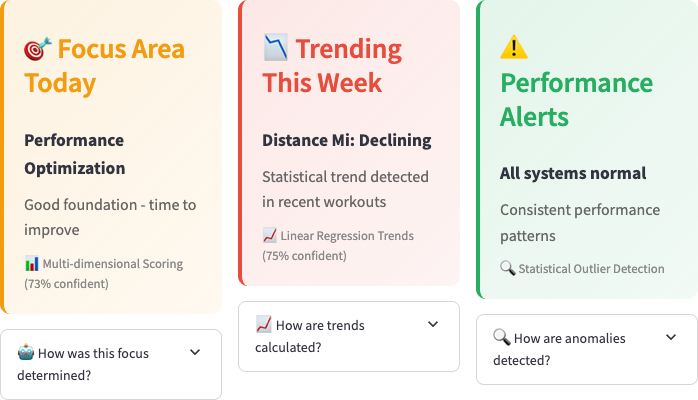 🎯 Focus Area
Today
Performance
Optimization
Good foundation - time to
improve
📊 Multi-dimensional Scoring
(73% confident)
🤖 How was this focus
determined?
📉 Trending
This Week
Distance Mi: Declining
Statistical trend detected
in recent workouts
📈 Linear Regression Trends
(75% confident)
📈 How are trends
calculated?
⚠️
Performance
Alerts
All systems normal
Consistent performance
patterns
🔍 Statistical Outlier Detection
🔍 How are anomalies
detected?